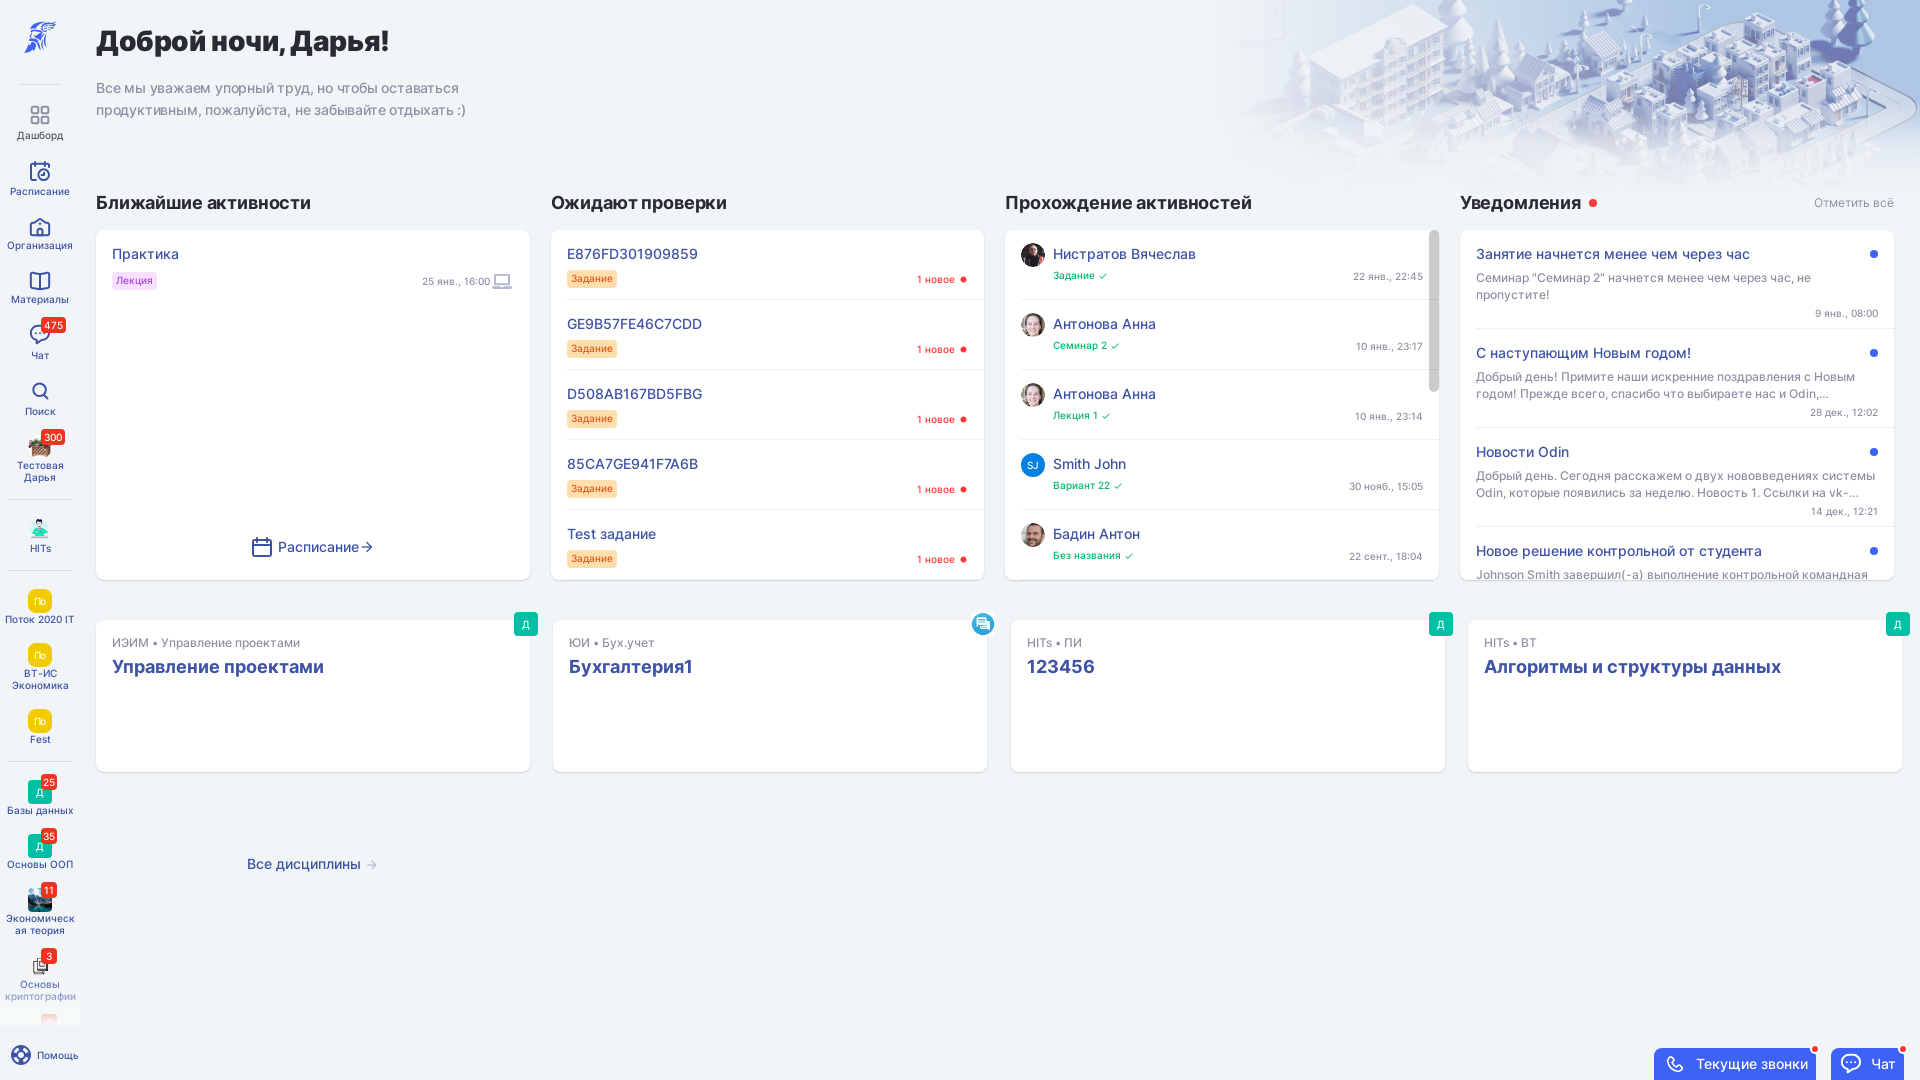 Доброй ночи, Дарья!
Все мы уважаем упорный труд, но чтобы оставаться
продуктивным, пожалуйста, не забывайте отдыхать :)
Дашборд
Расписание
Организация
Материалы
475
Чат
Поиск
300
Тестовая
Дарья
HITs
По
Поток 2020 IT
По
ВТ-ИС
Экономика
По
Fest
25
Д
Базы данных
35
Д
Основы ООП
11
Экономическ
ая теория
3
Основы
криптографии
Помощь
Ближайшие активности
Практика
Лекция
25 янв., 16:00
Расписание
Ожидают проверки
E876FD301909859
Задание
1 новое
GE9B57FE46C7CDD
Задание
1 новое
D508AB167BD5FBG
Задание
1 новое
85CA7GE941F7A6B
Задание
1 новое
Test задание
Задание
1 новое
Прохождение активностей
Нистратов Вячеслав
Задание
22 янв., 22:45
Антонова Анна
Семинар 2
10 янв., 23:17
Антонова Анна
Лекция 1
10 янв., 23:14
SJ
Smith John
Вариант 22
30 нояб., 15:05
Бадин Антон
Без названия
22 сент., 18:04
Уведомления
Отметить всё
Занятие начнется менее чем через час
Семинар "Семинар 2" начнется менее чем через час, не
пропустите!
9 янв., 08:00
С наступающим Новым годом!
Добрый день! Примите наши искренние поздравления с Новым
годом! Прежде всего, спасибо что выбираете нас и Odin,...
28 дек., 12:02
Новости Odin
Добрый день. Сегодня расскажем о двух нововведениях системы
Odin, которые появились за неделю. Новость 1. Ссылки на vk-...
14 дек., 12:21
Новое решение контрольной от студента
Johnson Smith завершил(-а) выполнение контрольной командная
Д
ИЭИМ • Управление проектами
Управление проектами
ЮИ • Бух.учет
Бухгалтерия1
Д
HITs • ПИ
123456
Д
HITs • ВТ
Алгоритмы и структуры данных
Все дисциплины
Текущие звонки
Чат